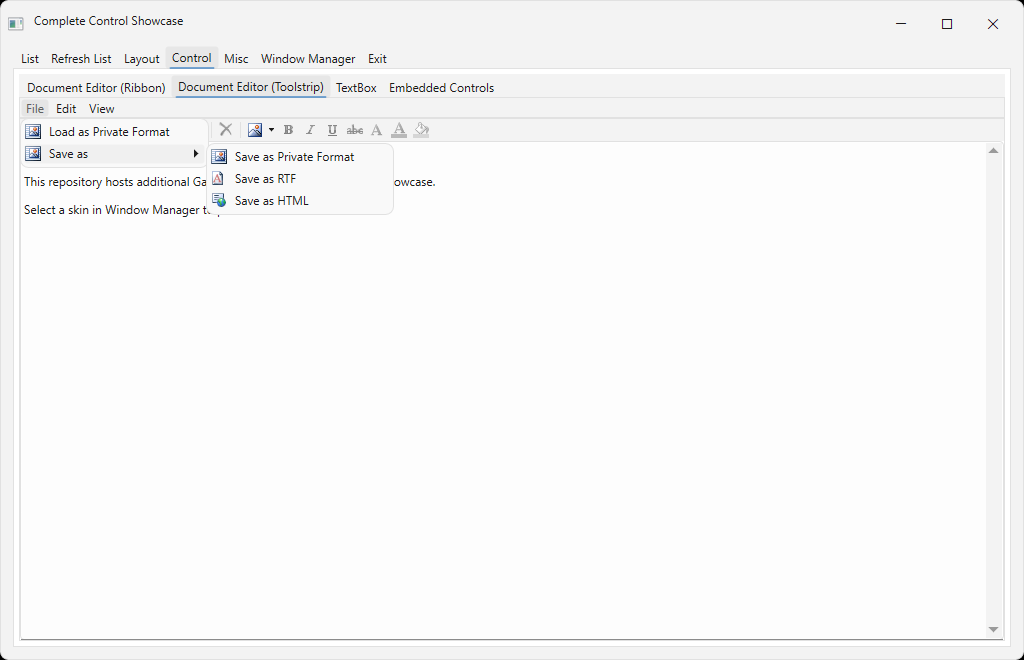 Complete Control Showcase
List Refresh List Layout Control Misc Window Manager Exit
Document Editor (Ribbon) Document Editor (Toolstrip) TextBox Embedded Controls
File Edit View
B I U abc A A
Load as Private Format
Save as
Save as Private Format
Save as RTF
Save as HTML
This repository hosts additional owcase.
Select a skin in Window Manager